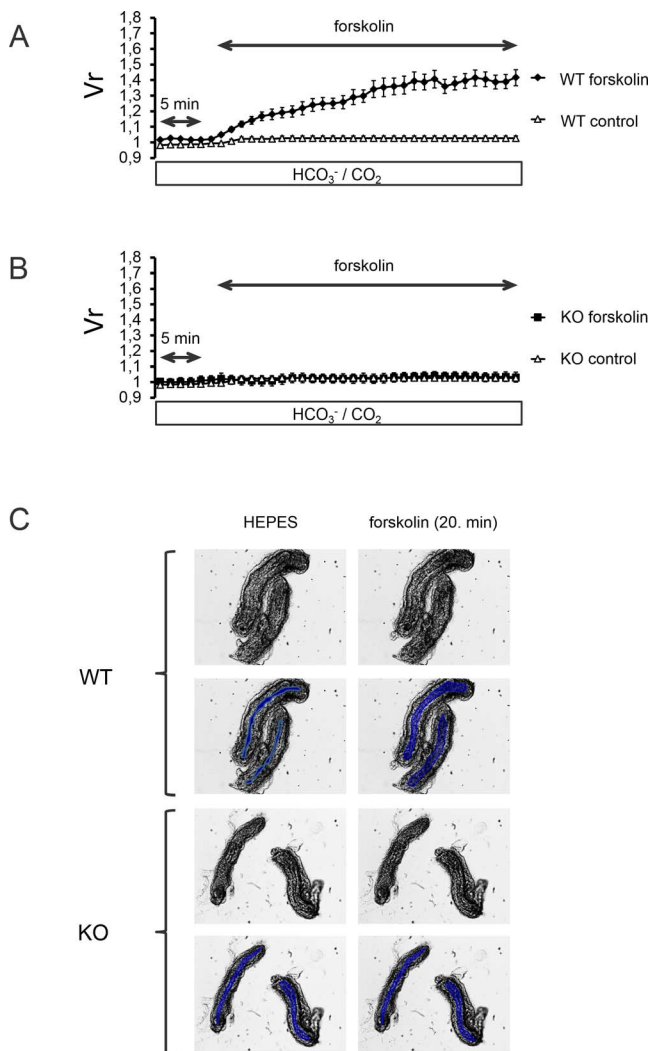 A
forskolin
Vr
1,8
1,7
1,6
1,5
1,4
1,3
1,2
1,1
1
0,9
5 min
WT forskolin
WT control
HCO₃⁻ / CO₂
B
forskolin
Vr
1,8
1,7
1,6
1,5
1,4
1,3
1,2
1,1
1
0,9
5 min
KO forskolin
KO control
HCO₃⁻ / CO₂
C
HEPES
forskolin (20. min)
WT
KO